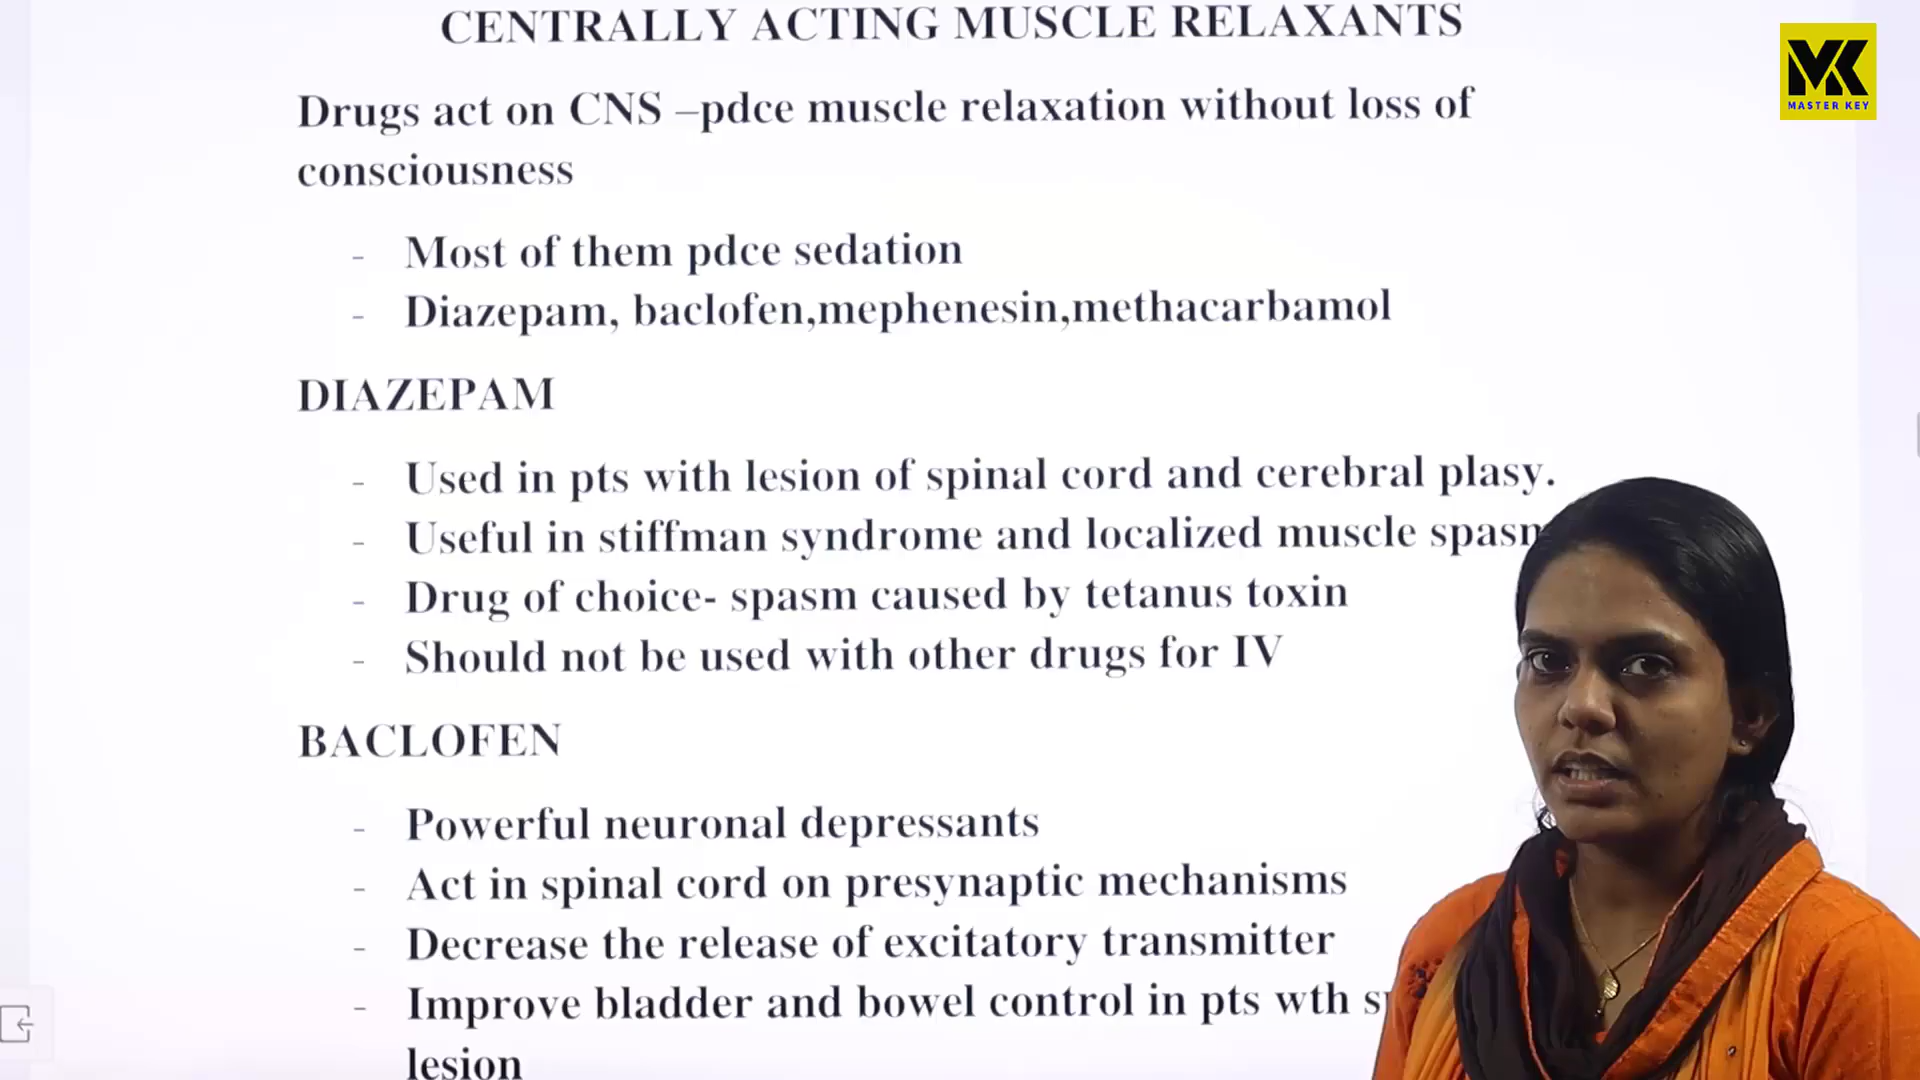 CENTRALLY ACTING MUSCLE RELAXANTS
MASTER KEY
Drugs act on CNS –pdce muscle relaxation without loss of
consciousness
- Most of them pdce sedation
- Diazepam, baclofen,mephenesin,methacarbamol
DIAZEPAM
- Used in pts with lesion of spinal cord and cerebral plasy.
- Useful in stiffman syndrome and localized muscle
- Drug of choice- spasm caused by tetanus toxin
- Should not be used with other drugs for IV
BACLOFEN
- Powerful neuronal depressants
- Act in spinal cord on presynaptic mechanisms
- Decrease the release of excitatory transmitter
- Improve bladder and bowel control in pts wth
lesion